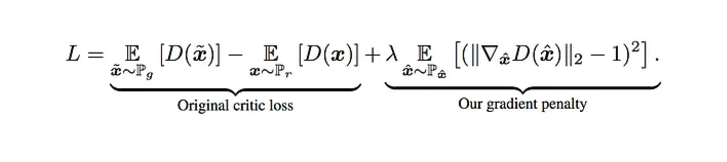 L = 𝔼_{x̃∼ℙ_g} [D(x̃)] − 𝔼_{x∼ℙ_r} [D(x)] + λ 𝔼_{x̂∼ℙ_x̂} [(‖∇_x̂ D(x̂)‖₂ − 1)²] .
Original critic loss
Our gradient penalty